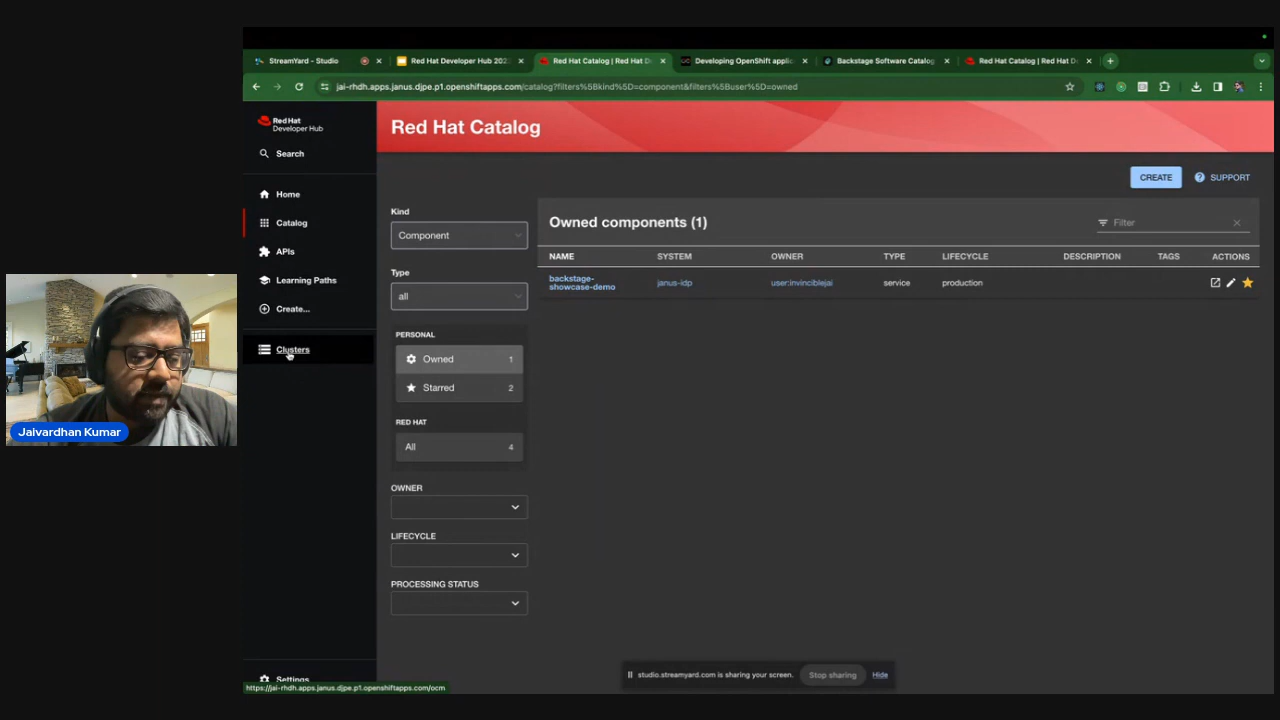 StreamYard - Studio
Red Hat Developer Hub 202
Red Hat Catalog | Red Hat D
Developing OpenShift applic
Backstage Software Catalog
Red Hat Catalog | Red Hat D
jai-rhdh.apps.janus.djpe.p1.openshiftapps.com/catalog?filters%5Bkind%5D=component&filters%5Buser%5D=owned
Red Hat
Developer Hub
Search
Home
Catalog
APIs
Learning Paths
Create...
Clusters
Settings
Red Hat Catalog
CREATE
SUPPORT
Kind
Component
Type
all
PERSONAL
Owned 1
Starred 2
RED HAT
All 4
OWNER
LIFECYCLE
PROCESSING STATUS
Owned components (1)
Filter
NAME SYSTEM OWNER TYPE LIFECYCLE DESCRIPTION TAGS ACTIONS
backstage-
showcase-demo
janus-idp
user:invinciblejai
service
production
Jaivardhan Kumar
studio.streamyard.com is sharing your screen.
Stop sharing
Hide
https://jai-rhdh.apps.janus.djpe.p1.openshiftapps.com/ocm